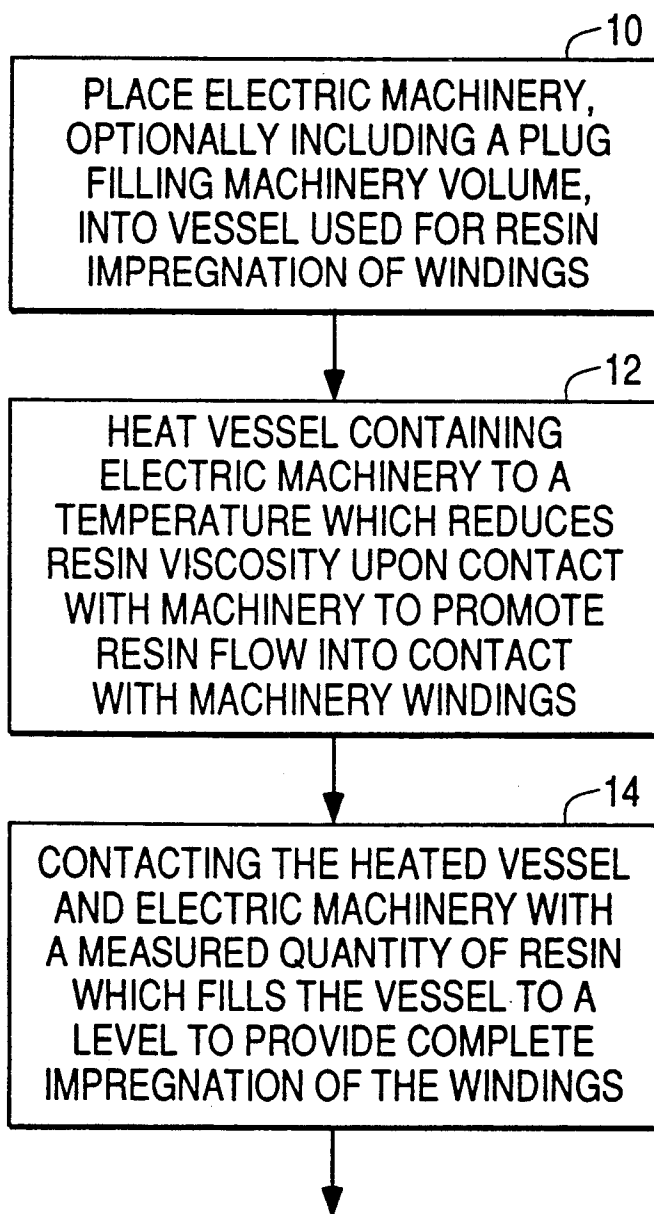 10
PLACE ELECTRIC MACHINERY,
OPTIONALLY INCLUDING A PLUG
FILLING MACHINERY VOLUME,
INTO VESSEL USED FOR RESIN
IMPREGNATION OF WINDINGS
12
HEAT VESSEL CONTAINING
ELECTRIC MACHINERY TO A
TEMPERATURE WHICH REDUCES
RESIN VISCOSITY UPON CONTACT
WITH MACHINERY TO PROMOTE
RESIN FLOW INTO CONTACT
WITH MACHINERY WINDINGS
14
CONTACTING THE HEATED VESSEL
AND ELECTRIC MACHINERY WITH
A MEASURED QUANTITY OF RESIN
WHICH FILLS THE VESSEL TO A
LEVEL TO PROVIDE COMPLETE
IMPREGNATION OF THE WINDINGS